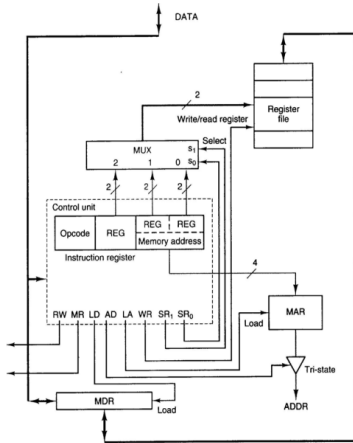 DATA
2
Write/read register
Register
file
Select
MUX
S₁
2 1 0 S₀
2 2 2
Control unit
Opcode REG REG REG
Memory address
Instruction register
4
RW MR LD AD LA WR SR₁ SR₀
MAR
Load
Tri-state
MDR
Load
ADDR